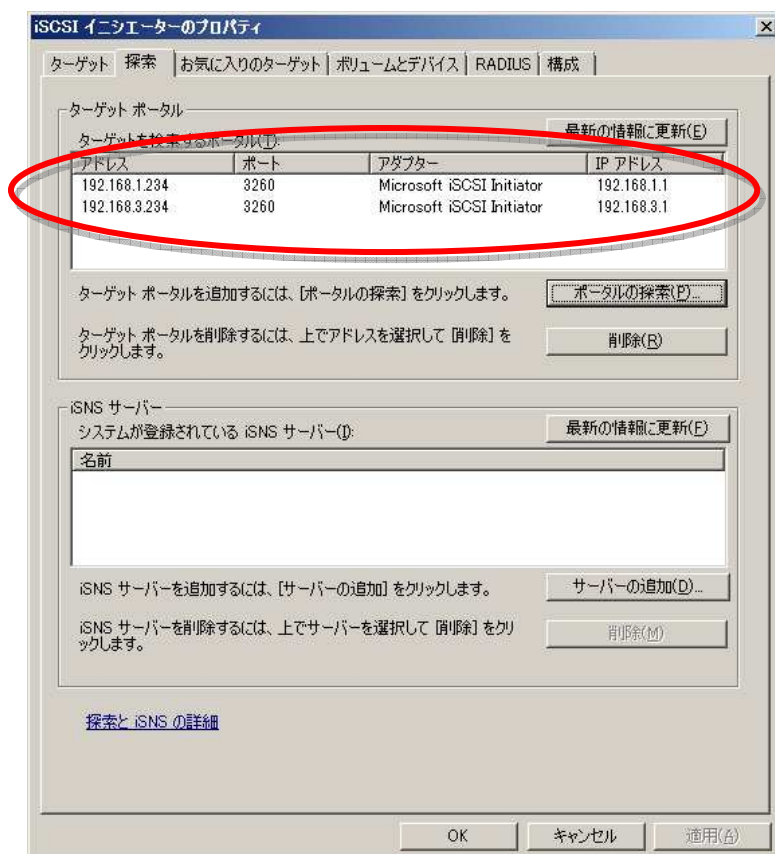 iSCSI イニシエーターのプロパティ
ターゲット 探索 お気に入りのターゲット ボリュームとデバイス RADIUS 構成
ターゲット ポータル
ターゲットを検索するポータル(T):
最新の情報に更新(E)
アドレス ポート アダプター IP アドレス
192.168.1.234 3260 Microsoft iSCSI Initiator 192.168.1.1
192.168.3.234 3260 Microsoft iSCSI Initiator 192.168.3.1
ターゲット ポータルを追加するには、[ポータルの探索] をクリックします。
ポータルの探索(P)...
ターゲット ポータルを削除するには、上でアドレスを選択して [削除] を
クリックします。
削除(R)
iSNS サーバー
システムが登録されている iSNS サーバー(I):
最新の情報に更新(F)
名前
iSNS サーバーを追加するには、[サーバーの追加] をクリックします。
サーバーの追加(D)...
iSNS サーバーを削除するには、上でサーバーを選択して [削除] をクリ
ックします。
削除(M)
探索と iSNS の詳細
OK キャンセル 適用(A)